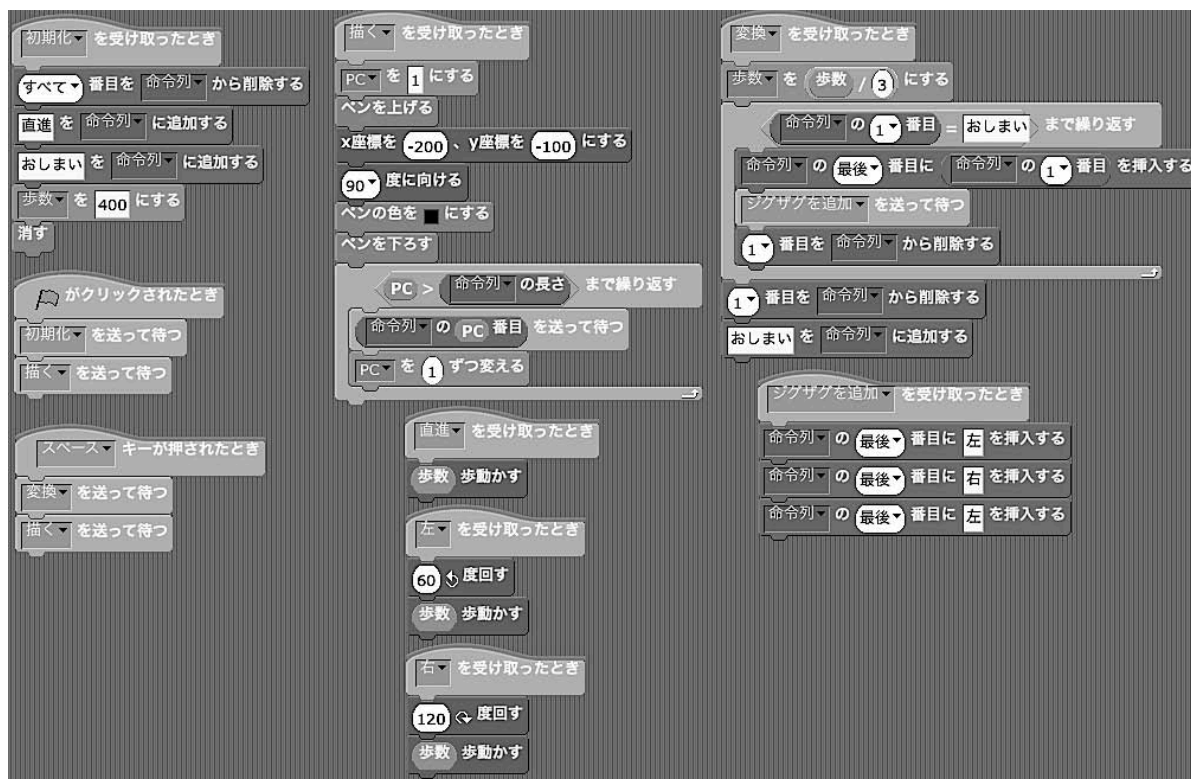 初期化 を受け取ったとき
すべて 番目を 命令列 から削除する
直進 を 命令列 に追加する
おしまい を 命令列 に追加する
歩数 を 400 にする
消す
がクリックされたとき
初期化 を送って待つ
描く を送って待つ
スペース キーが押されたとき
変換 を送って待つ
描く を送って待つ
描く を受け取ったとき
PC を 1 にする
ペンを上げる
x座標を -200 、y座標を -100 にする
90 度に向ける
ペンの色を にする
ペンを下ろす
PC > 命令列 の長さ まで繰り返す
命令列 の PC 番目 を送って待つ
PC を 1 ずつ変える
直進 を受け取ったとき
歩数 歩動かす
左 を受け取ったとき
60 度回す
歩数 歩動かす
右 を受け取ったとき
120 度回す
歩数 歩動かす
変換 を受け取ったとき
歩数 を 歩数 / 3 にする
命令列 の 1 番目 = おしまい まで繰り返す
命令列 の 最後 番目に 命令列 の 1 番目 を挿入する
ジグザグを追加 を送って待つ
1 番目を 命令列 から削除する
1 番目を 命令列 から削除する
おしまい を 命令列 に追加する
ジグザグを追加 を受け取ったとき
命令列 の 最後 番目に 左 を挿入する
命令列 の 最後 番目に 右 を挿入する
命令列 の 最後 番目に 左 を挿入する